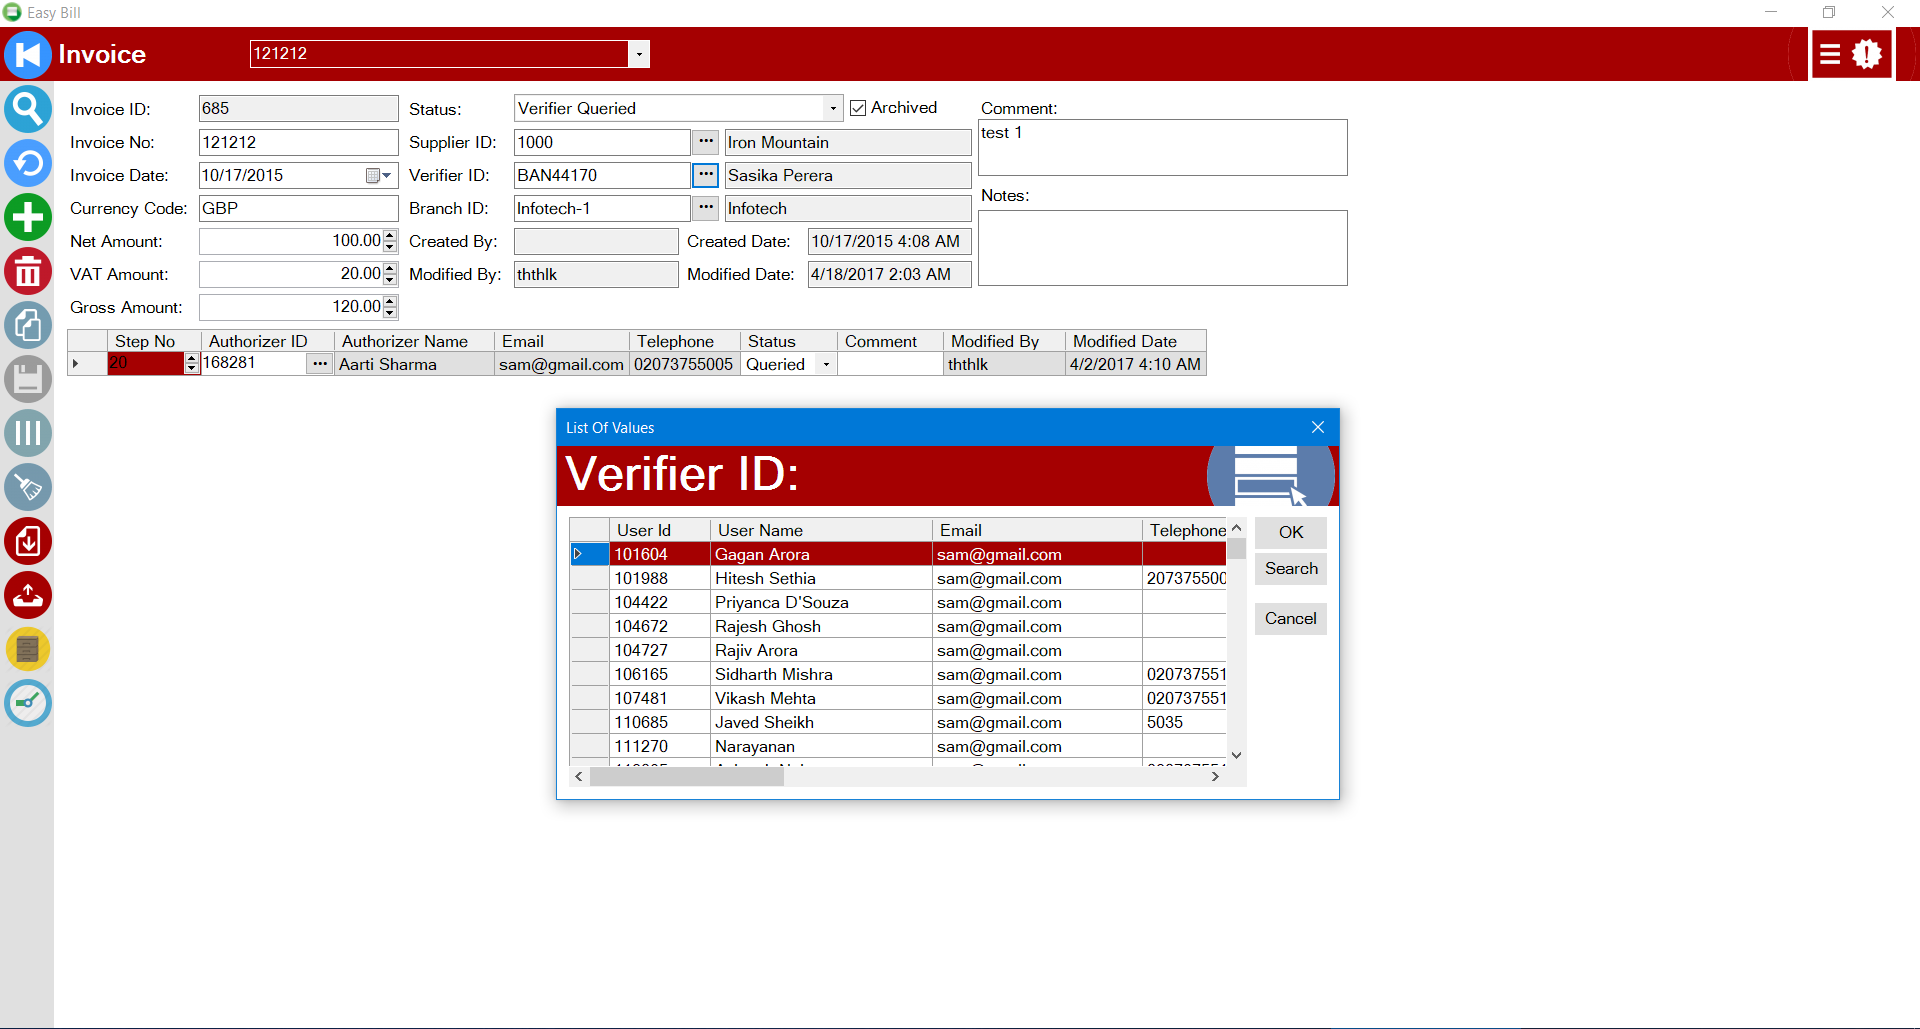 Easy Bill
Invoice
121212
Invoice ID: 685 Status: Verifier Queried Archived Comment:
test 1
Invoice No: 121212 Supplier ID: 1000 ... Iron Mountain
Invoice Date: 10/17/2015 Verifier ID: BAN44170 ... Sasika Perera
Notes:
Currency Code: GBP Branch ID: Infotech-1 ... Infotech
Net Amount: 100.00 Created By: Created Date: 10/17/2015 4:08 AM
VAT Amount: 20.00 Modified By: ththlk Modified Date: 4/18/2017 2:03 AM
Gross Amount: 120.00
Step No Authorizer ID Authorizer Name Email Telephone Status Comment Modified By Modified Date
20 168281 ... Aarti Sharma sam@gmail.com 02073755005 Queried ththlk 4/2/2017 4:10 AM
List Of Values
Verifier ID:
User Id User Name Email Telephone
101604 Gagan Arora sam@gmail.com
101988 Hitesh Sethia sam@gmail.com 207375500
104422 Priyanca D'Souza sam@gmail.com
104672 Rajesh Ghosh sam@gmail.com
104727 Rajiv Arora sam@gmail.com
106165 Sidharth Mishra sam@gmail.com 020737551
107481 Vikash Mehta sam@gmail.com 020737551
110685 Javed Sheikh sam@gmail.com 5035
111270 Narayanan sam@gmail.com
OK
Search
Cancel